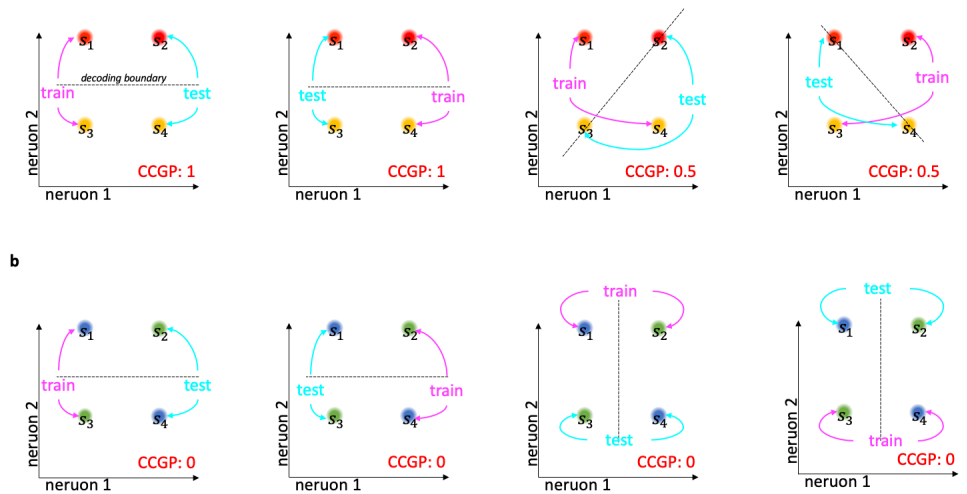 s1 s2
decoding boundary
train test
s3 s4
neruon 2
CCGP: 1
neruon 1
s1 s2
test train
s3 s4
neruon 2
CCGP: 1
neruon 1
s1 s2
train
test
s3 s4
neruon 2
CCGP: 0.5
neruon 1
s1 s2
test train
s3 s4
neruon 2
CCGP: 0.5
neruon 1
b
s1 s2
train test
s3 s4
neruon 2
CCGP: 0
neruon 1
s1 s2
test train
s3 s4
neruon 2
CCGP: 0
neruon 1
train
s1 s2
s3 s4
test
neruon 2
CCGP: 0
neruon 1
test
s1 s2
s3 s4
train
neruon 2
CCGP: 0
neruon 1